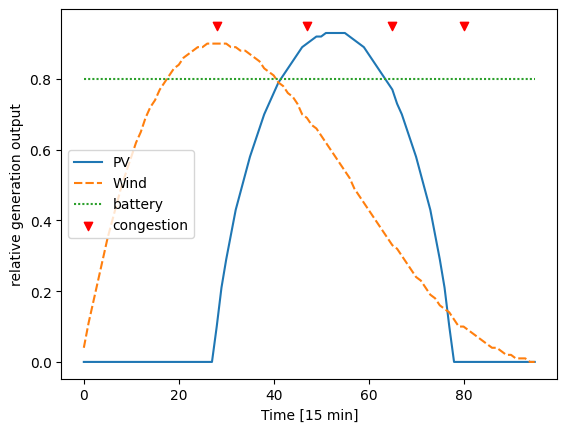 relative generation output
0.8
0.6
0.4
0.2
0.0
PV
Wind
battery
congestion
0 20 40 60 80
Time [15 min]